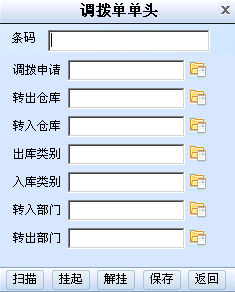 调拨单单头
条码
调拨申请
转出仓库
转入仓库
出库类别
入库类别
转入部门
转出部门
扫描 挂起 解挂 保存 返回